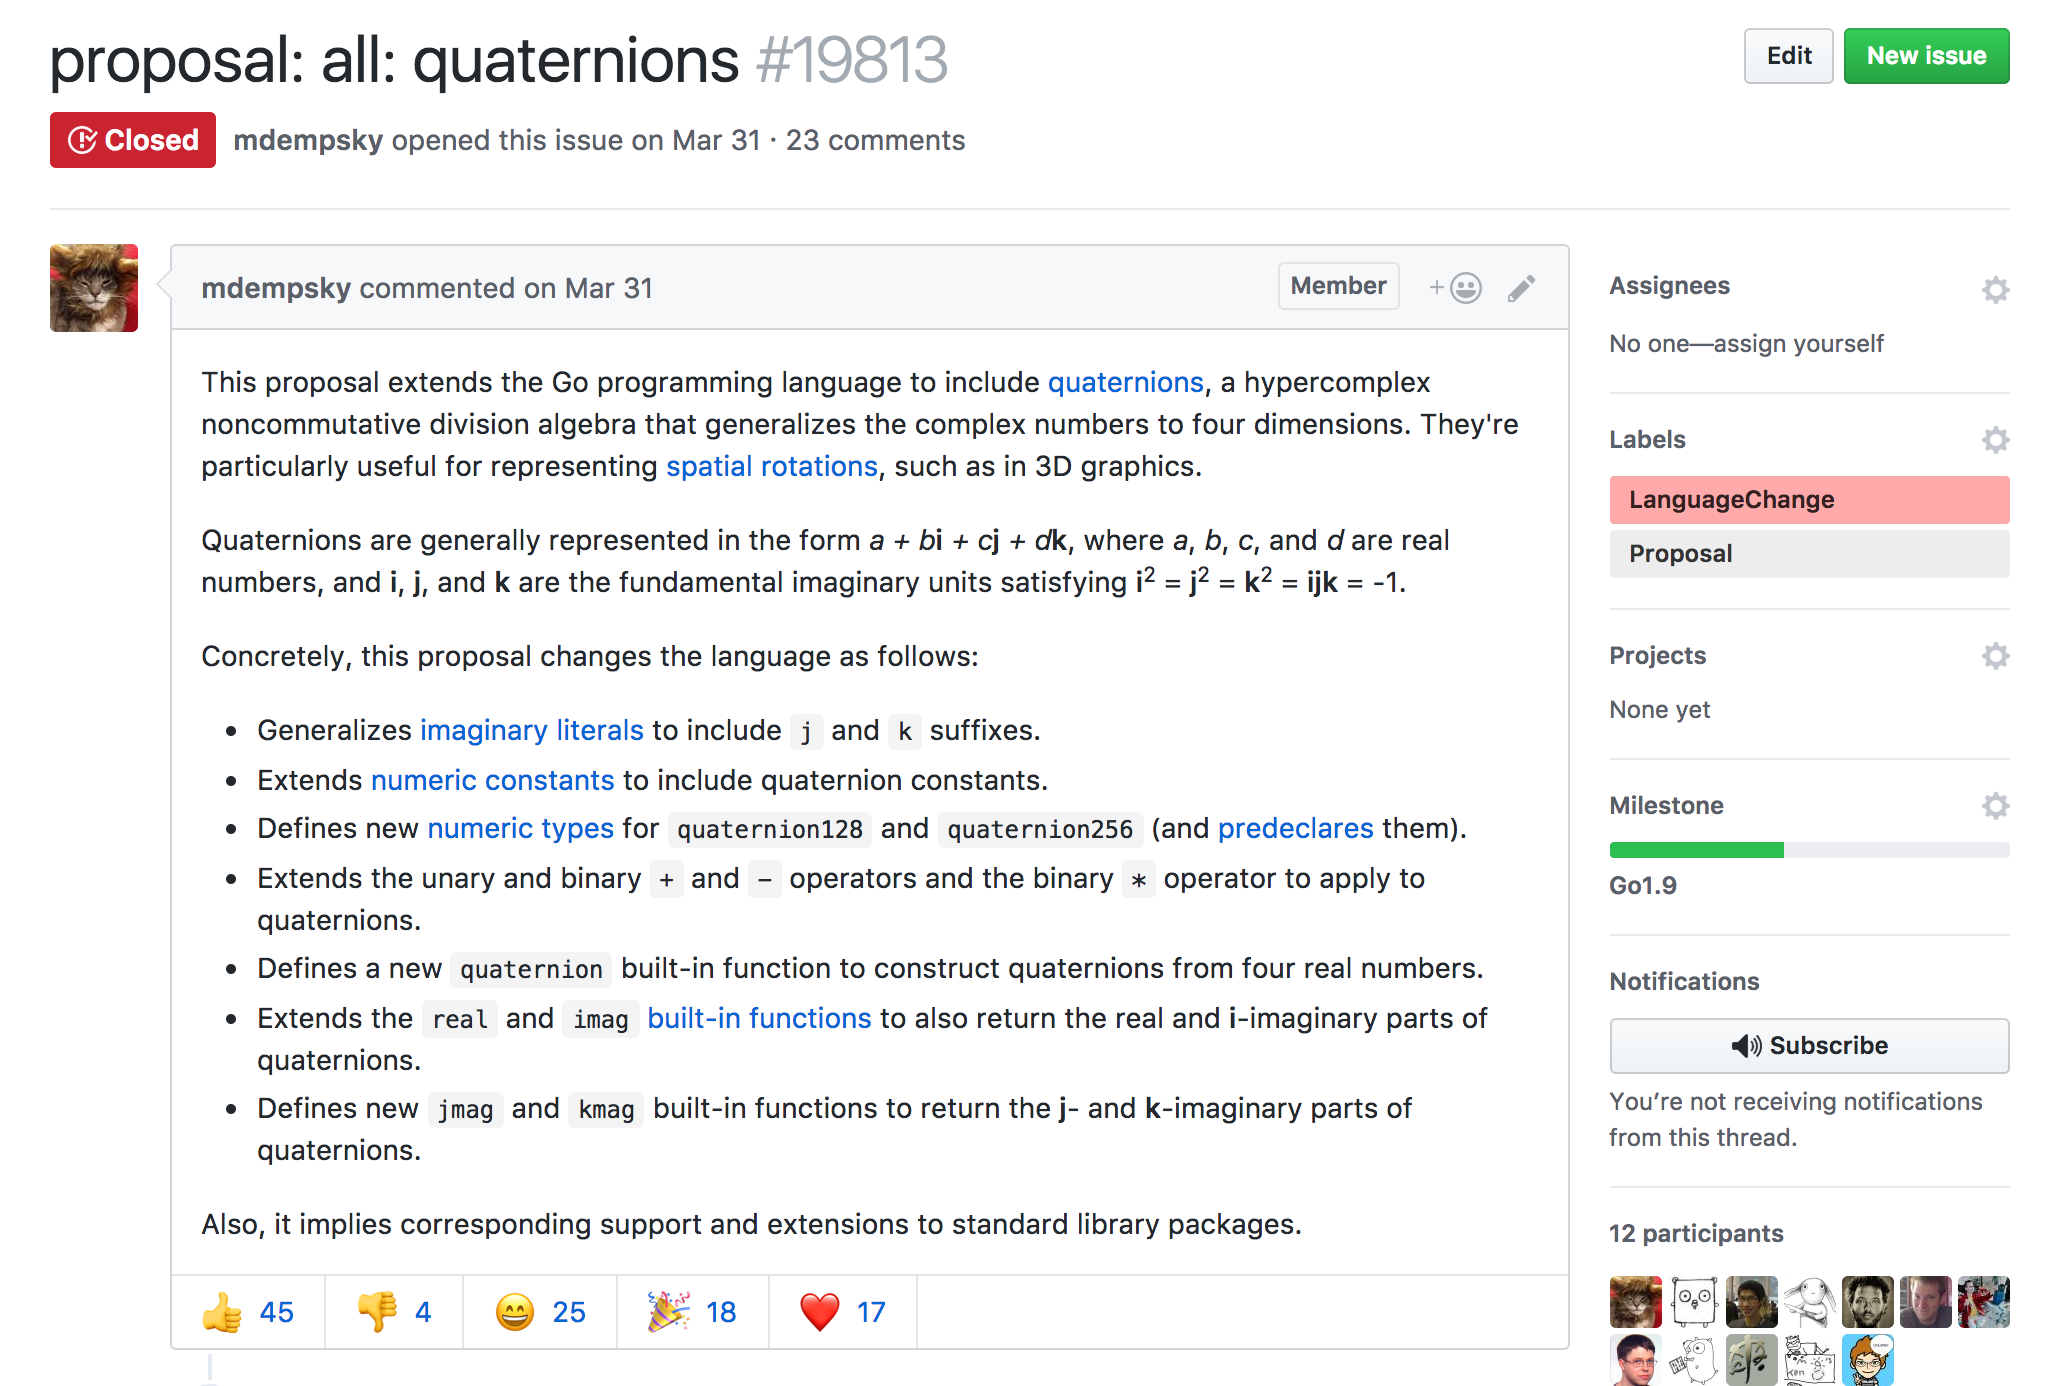 proposal: all: quaternions #19813
Edit
New issue
Closed
mdempsky opened this issue on Mar 31 · 23 comments
mdempsky commented on Mar 31
Member
+
This proposal extends the Go programming language to include quaternions, a hypercomplex
noncommutative division algebra that generalizes the complex numbers to four dimensions. They're
particularly useful for representing spatial rotations, such as in 3D graphics.
Quaternions are generally represented in the form a + bi + cj + dk, where a, b, c, and d are real
numbers, and i, j, and k are the fundamental imaginary units satisfying i² = j² = k² = ijk = -1.
Concretely, this proposal changes the language as follows:
• Generalizes imaginary literals to include j and k suffixes.
• Extends numeric constants to include quaternion constants.
• Defines new numeric types for quaternion128 and quaternion256 (and predeclares them).
• Extends the unary and binary + and - operators and the binary * operator to apply to
quaternions.
• Defines a new quaternion built-in function to construct quaternions from four real numbers.
• Extends the real and imag built-in functions to also return the real and i-imaginary parts of
quaternions.
• Defines new jmag and kmag built-in functions to return the j- and k-imaginary parts of
quaternions.
Also, it implies corresponding support and extensions to standard library packages.
👍 45 👎 4 😄 25 🎉 18 ❤️ 17
Assignees
No one—assign yourself
Labels
LanguageChange
Proposal
Projects
None yet
Milestone
Go1.9
Notifications
Subscribe
You’re not receiving notifications
from this thread.
12 participants